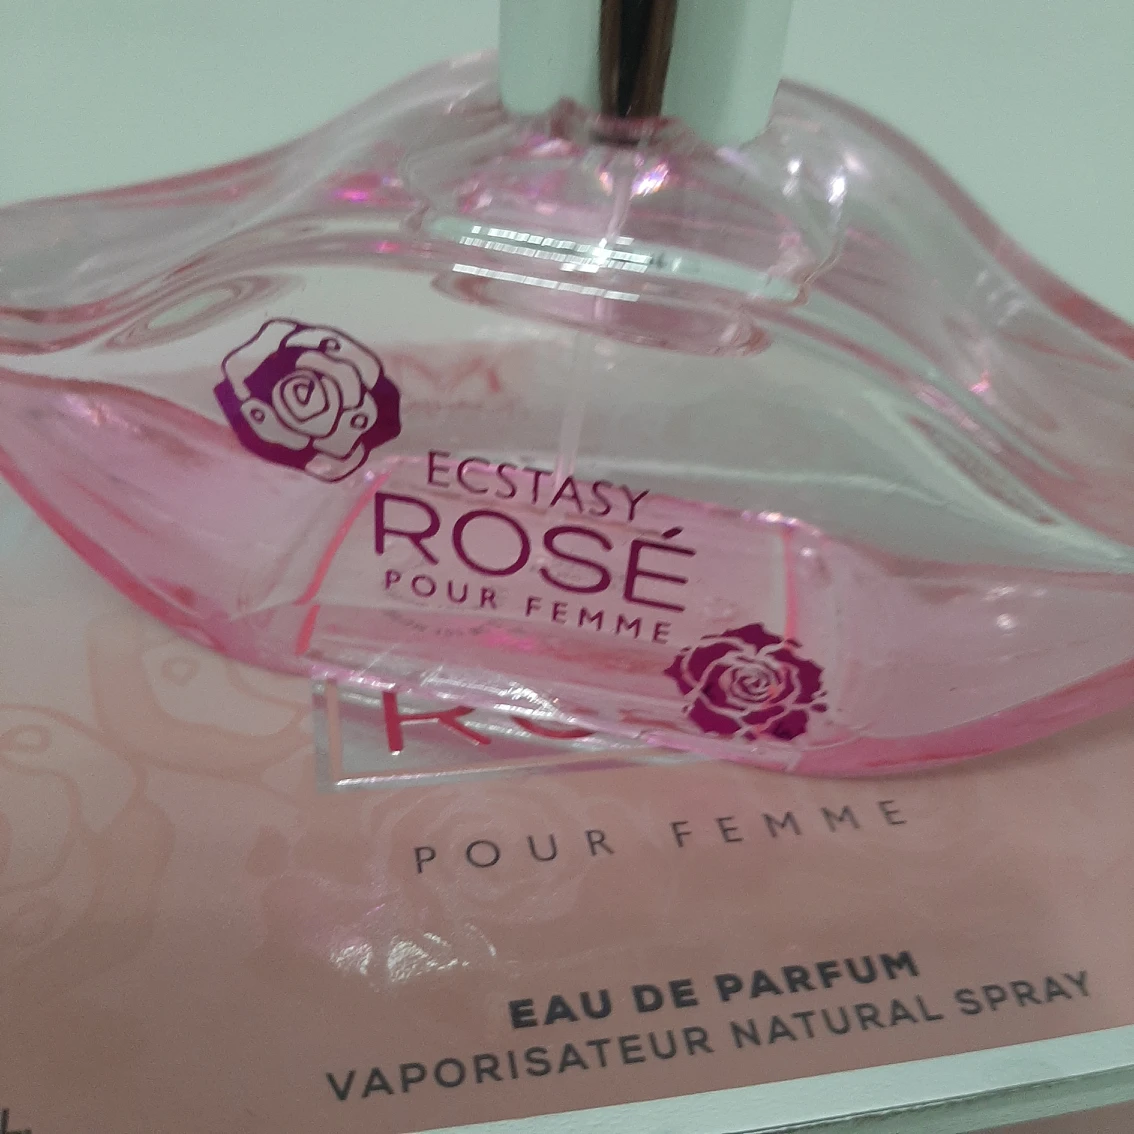 ECSTASY
ROSÉ
POUR FEMME
POUR FEMME
EAU DE PARFUM
VAPORISATEUR NATURAL SPRAY